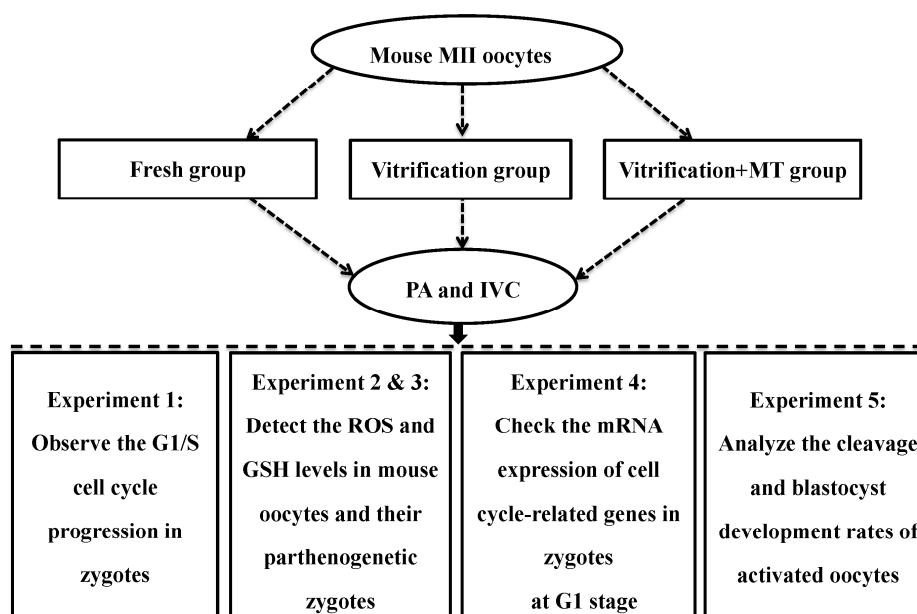 Mouse MII oocytes
Fresh group
Vitrification group
Vitrification+MT group
PA and IVC
Experiment 1:
Observe the G1/S
cell cycle
progression in
zygotes
Experiment 2 & 3:
Detect the ROS and
GSH levels in mouse
oocytes and their
parthenogenetic
zygotes
Experiment 4:
Check the mRNA
expression of cell
cycle-related genes in
zygotes
at G1 stage
Experiment 5:
Analyze the cleavage
and blastocyst
development rates of
activated oocytes